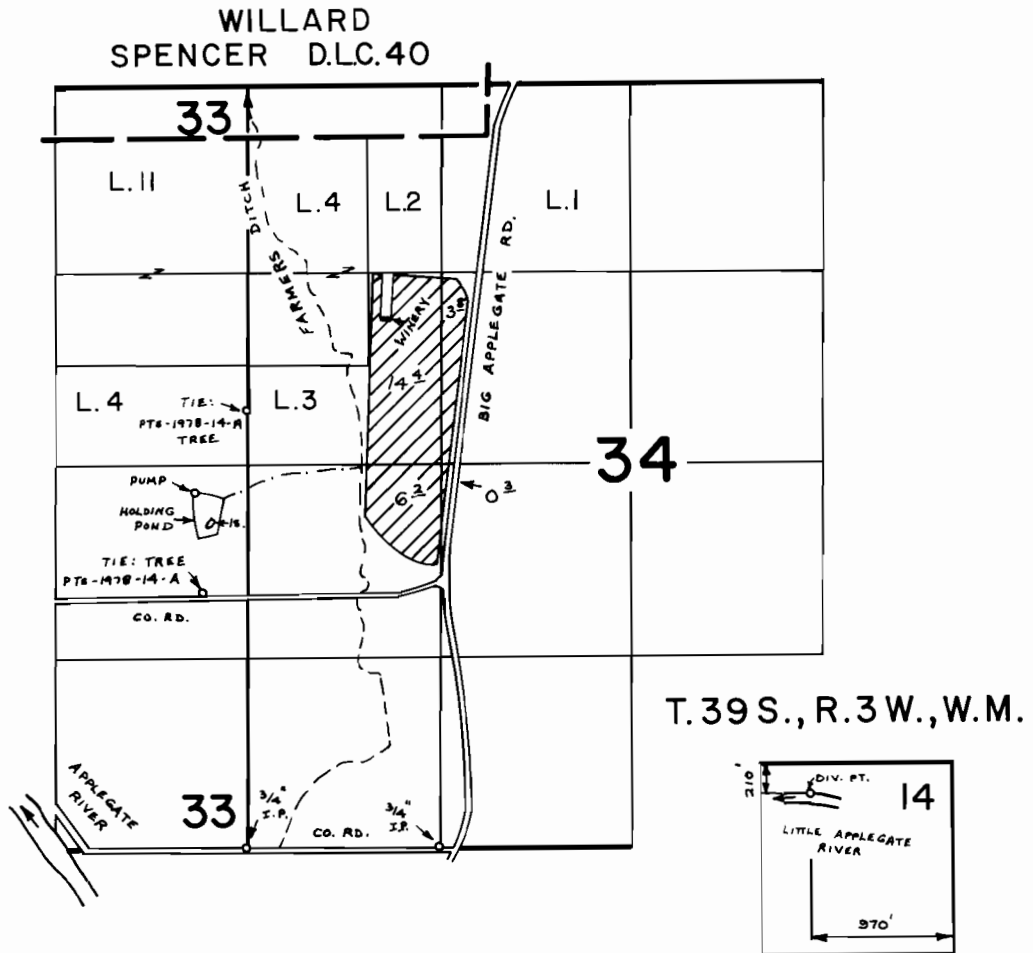 WILLARD
SPENCER D.L.C. 40
33
L.11
L.4
L.2
L.1
DITCH
FARMERS
BIG APPLEGATE RD.
3
WINERY
14 4
L.4
L.3
TIE:
PTS-1978-14-A
TREE
34
PUMP
HOLDING
POND
6 2
3
TIE: TREE
PTS-1978-14-A
CO. RD.
T. 39 S., R. 3 W., W.M.
APPLEGATE
RIVER
33
3/4"
I.P.
CO. RD.
3/4"
I.P.
210'
DIV. PT.
14
LITTLE APPLEGATE
RIVER
970'